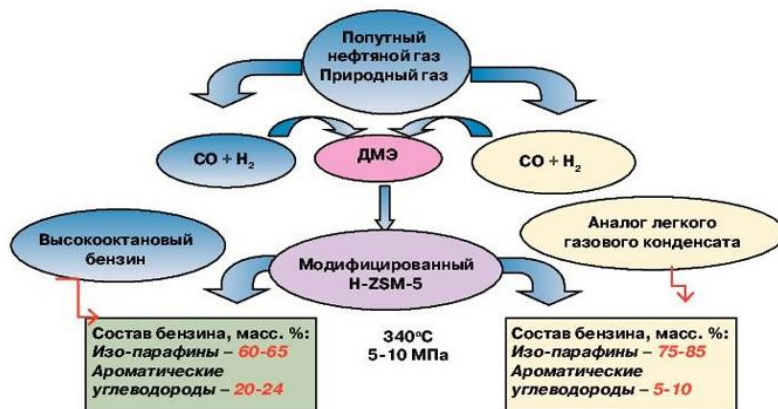 Попутный
нефтяной газ
Природный газ
CO + H₂
ДМЭ
CO + H₂
Высокооктановый
бензин
Модифицированный
H-ZSM-5
Аналог легкого
газового конденсата
Состав бензина, масс. %:
Изо-парафины – 60-65
Ароматические
углеводороды – 20-24
340°C
5-10 МПа
Состав бензина, масс. %:
Изо-парафины – 75-85
Ароматические
углеводороды – 5-10